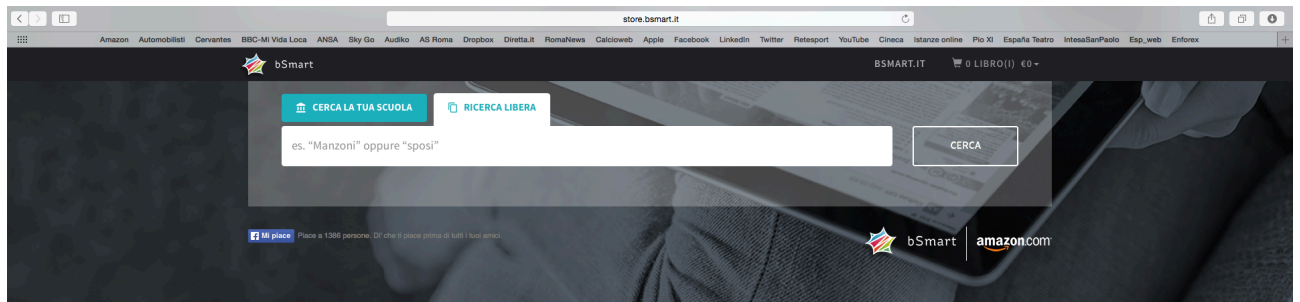 store.bsmart.it
Amazon Automobilisti Cervantes BBC-Mi Vida Loca ANSA Sky Go Audiko AS Roma Dropbox Diretta.it RomaNews Calcioweb Apple Facebook LinkedIn Twitter Retesport YouTube Cineca Istanze online Pio XI España Teatro IntesaSanPaolo Esp_web Enforex
bSmart BSMART.IT 0 LIBRO(I) €0
CERCA LA TUA SCUOLA RICERCA LIBERA
es. “Manzoni” oppure “sposi” CERCA
Mi piace Piace a 1386 persone. Di' che ti piace prima di tutti i tuoi amici.
bSmart amazon.com